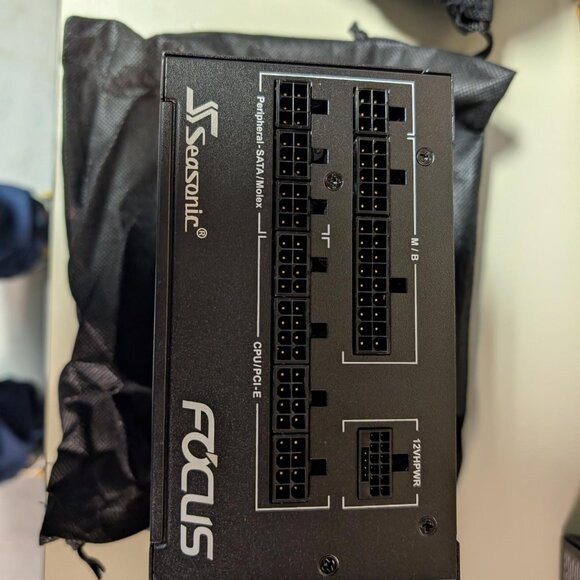 Seasonic®
FOCUS
Peripheral-SATA/Molex
CPU/PCI-E
M/B
12VHPWR